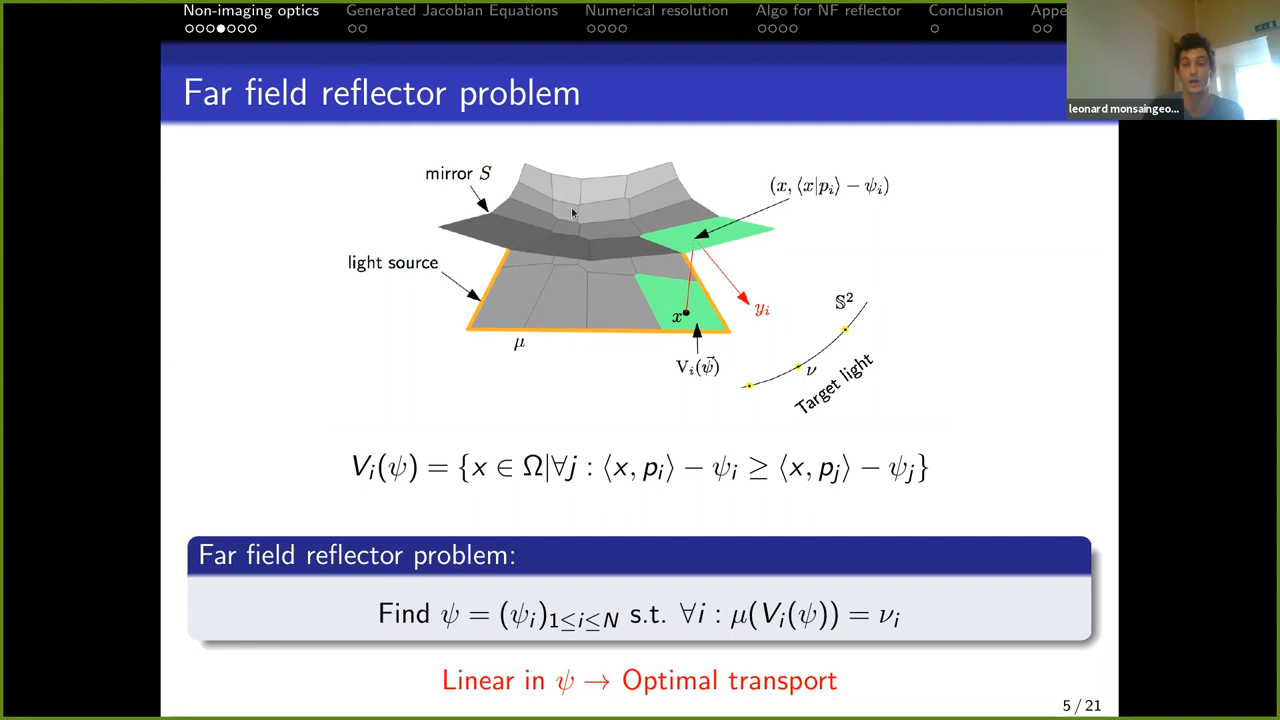 Non-imaging optics Generated Jacobian Equations Numerical resolution Algo for NF reflector Conclusion Appe
leonard monsaingeo...
Far field reflector problem
mirror S
(x, ⟨x|p_i⟩ − ψ_i)
light source
y_i
𝕊²
x
μ
V_i(ψ⃗)
ν
Target light
V_i(ψ) = {x ∈ Ω|∀j : ⟨x, p_i⟩ − ψ_i ≥ ⟨x, p_j⟩ − ψ_j}
Far field reflector problem:
Find ψ = (ψ_i)_{1≤i≤N} s.t. ∀i : μ(V_i(ψ)) = ν_i
Linear in ψ → Optimal transport
5 / 21